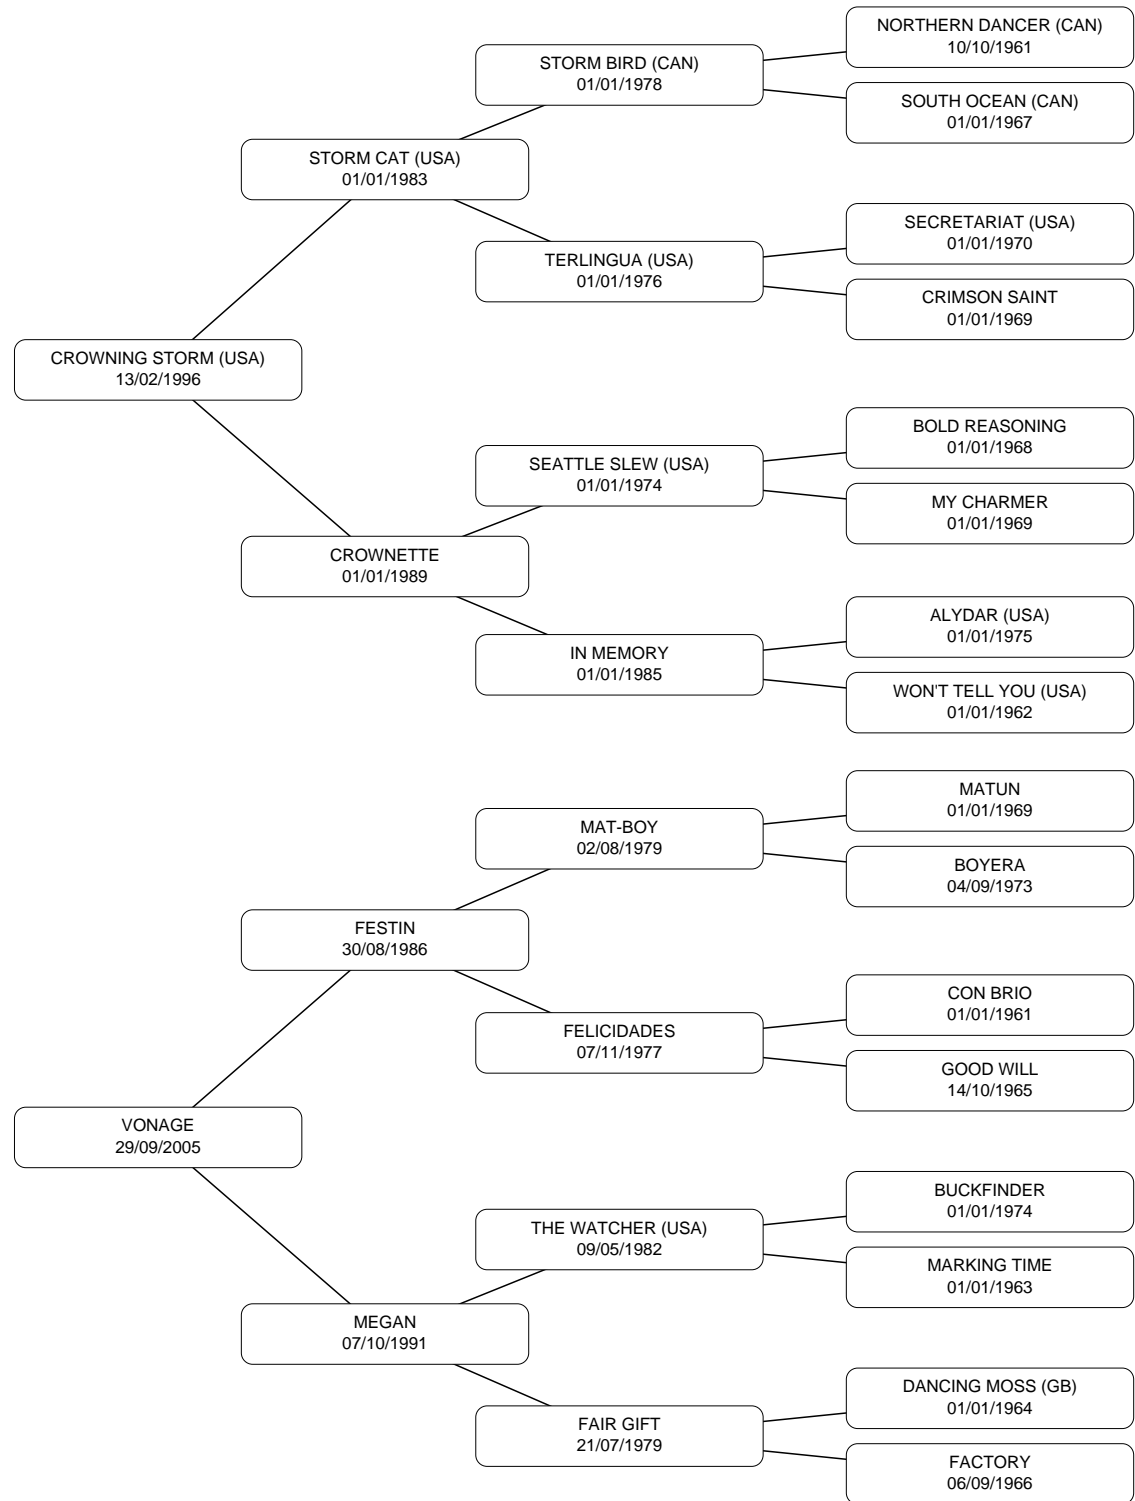 NORTHERN DANCER (CAN)
10/10/1961
STORM BIRD (CAN)
01/01/1978
SOUTH OCEAN (CAN)
01/01/1967
STORM CAT (USA)
01/01/1983
SECRETARIAT (USA)
01/01/1970
TERLINGUA (USA)
01/01/1976
CRIMSON SAINT
01/01/1969
CROWNING STORM (USA)
13/02/1996
BOLD REASONING
01/01/1968
SEATTLE SLEW (USA)
01/01/1974
MY CHARMER
01/01/1969
CROWNETTE
01/01/1989
ALYDAR (USA)
01/01/1975
IN MEMORY
01/01/1985
WON'T TELL YOU (USA)
01/01/1962
MATUN
01/01/1969
MAT-BOY
02/08/1979
BOYERA
04/09/1973
FESTIN
30/08/1986
CON BRIO
01/01/1961
FELICIDADES
07/11/1977
GOOD WILL
14/10/1965
VONAGE
29/09/2005
BUCKFINDER
01/01/1974
THE WATCHER (USA)
09/05/1982
MARKING TIME
01/01/1963
MEGAN
07/10/1991
DANCING MOSS (GB)
01/01/1964
FAIR GIFT
21/07/1979
FACTORY
06/09/1966